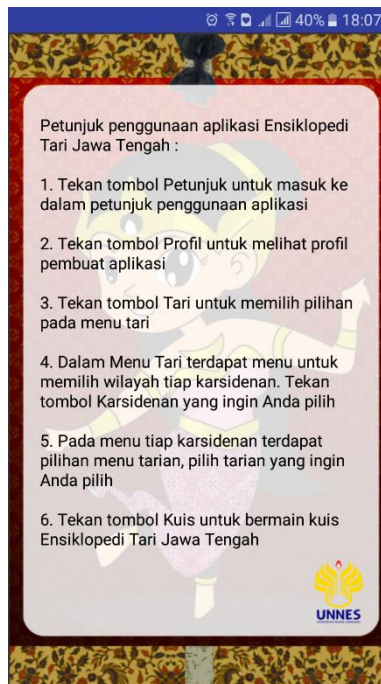 40% 18:07
Petunjuk penggunaan aplikasi Ensiklopedi
Tari Jawa Tengah :
1. Tekan tombol Petunjuk untuk masuk ke
dalam petunjuk penggunaan aplikasi
2. Tekan tombol Profil untuk melihat profil
pembuat aplikasi
3. Tekan tombol Tari untuk memilih pilihan
pada menu tari
4. Dalam Menu Tari terdapat menu untuk
memilih wilayah tiap karsidenan. Tekan
tombol Karsidenan yang ingin Anda pilih
5. Pada menu tiap karsidenan terdapat
pilihan menu tarian, pilih tarian yang ingin
Anda pilih
6. Tekan tombol Kuis untuk bermain kuis
Ensiklopedi Tari Jawa Tengah
UNNES